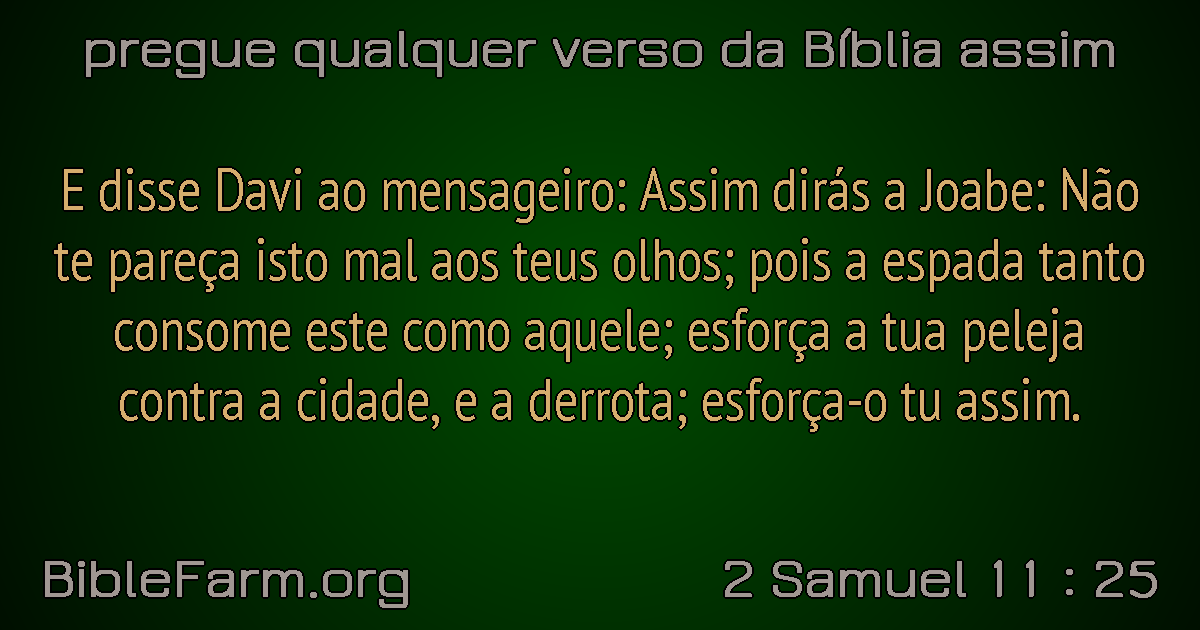 pregue qualquer verso da Bíblia assim
E disse Davi ao mensageiro: Assim dirás a Joabe: Não
te pareça isto mal aos teus olhos; pois a espada tanto
consome este como aquele; esforça a tua peleja
contra a cidade, e a derrota; esforça-o tu assim.
BibleFarm.org
2 Samuel 11 : 25